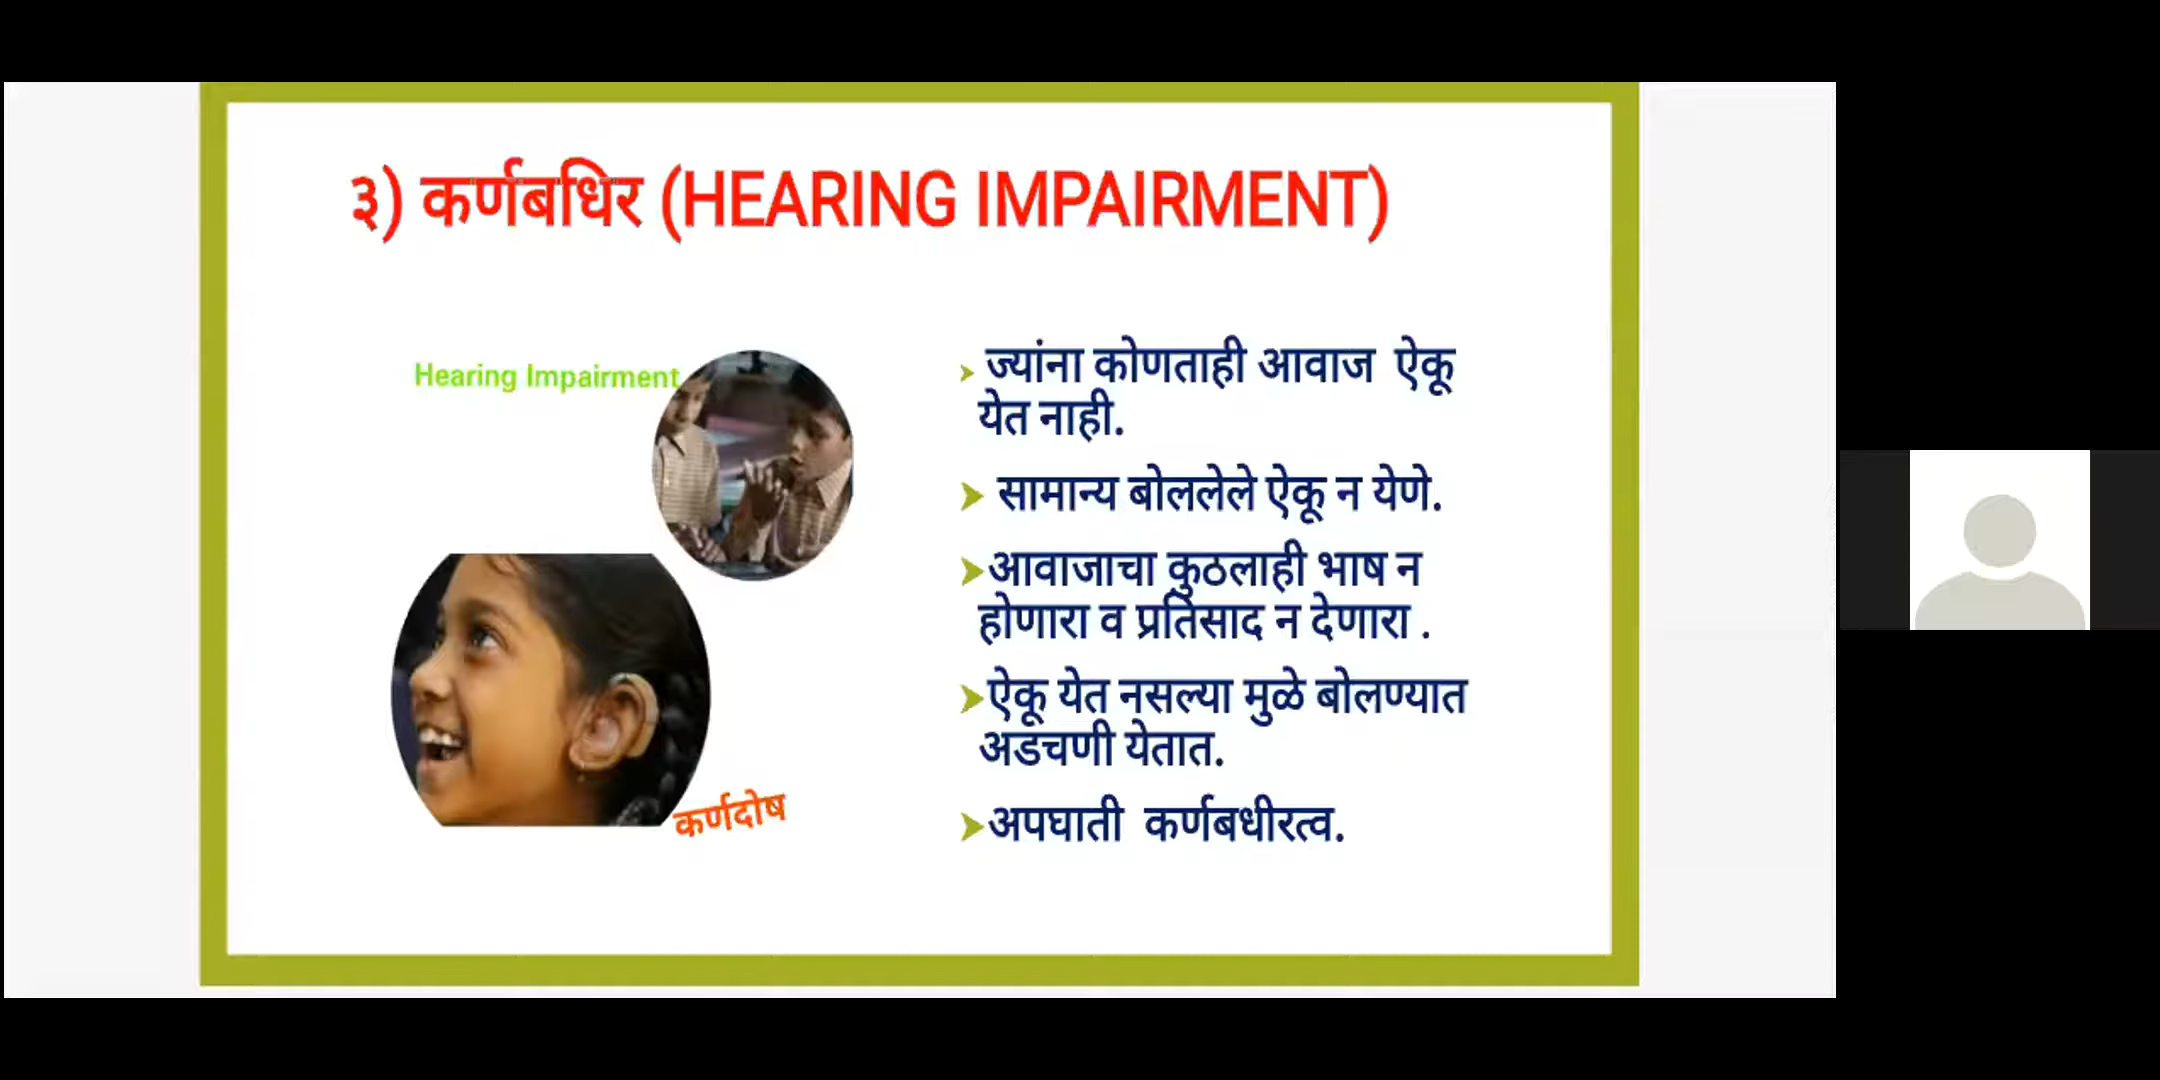 ३) कर्णबधिर (HEARING IMPAIRMENT)
Hearing Impairment
कर्णदोष
ज्यांना कोणताही आवाज ऐकू
येत नाही.
सामान्य बोललेले ऐकू न येणे.
आवाजाचा कुठलाही भाष न
होणारा व प्रतिसाद न देणारा .
ऐकू येत नसल्या मुळे बोलण्यात
अडचणी येतात.
अपघाती कर्णबधीरत्व.